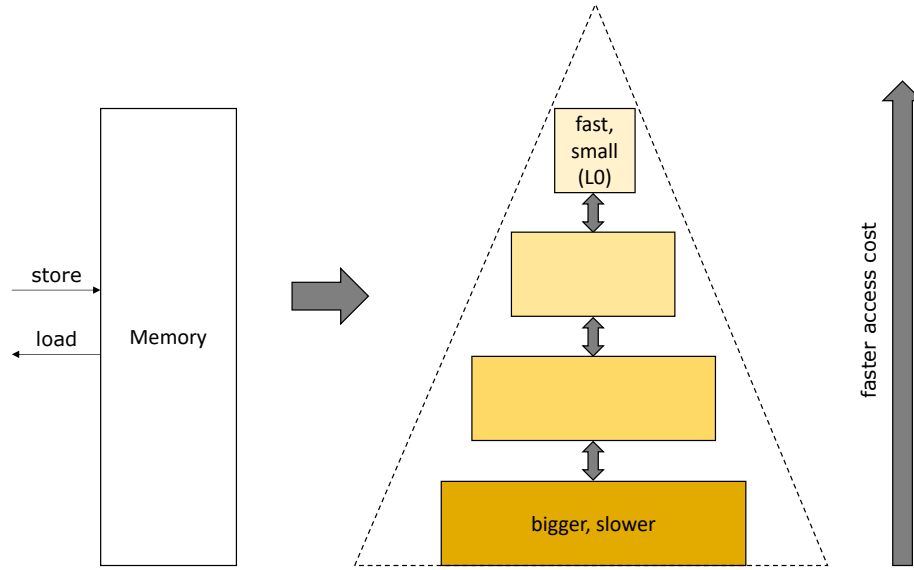 store
load
Memory
fast,
small
(L0)
bigger, slower
faster access cost